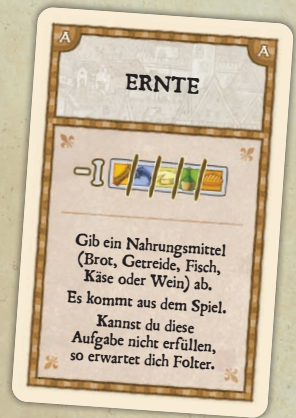 A A
ERNTE
-1
Gib ein Nahrungsmittel
(Brot, Getreide, Fisch,
Käse oder Wein) ab.
Es kommt aus dem Spiel.
Kannst du diese
Aufgabe nicht erfüllen,
so erwartet dich Folter.